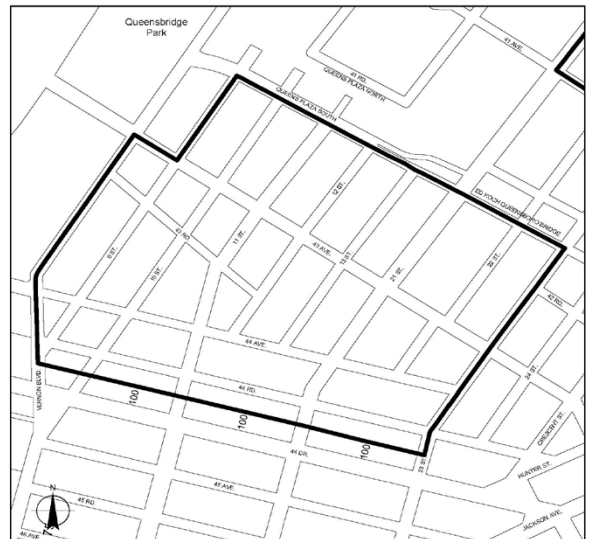 Queensbridge
Park
41 AVE.
41 RD.
QUEENS PLAZA NORTH
QUEENS PLAZA SOUTH
ED KOCH QUEENSBORO BRIDGE
12 ST.
43 RD.
11 ST.
43 AVE.
13 ST.
21 ST.
22 ST.
9 ST.
10 ST.
42 RD.
24 ST.
44 AVE.
44 RD.
VERNON BLVD.
100
100
100
44 DR.
23 ST.
CRESCENT ST.
HUNTER ST.
45 AVE.
45 RD.
JACKSON AVE.
N
46 AVE.